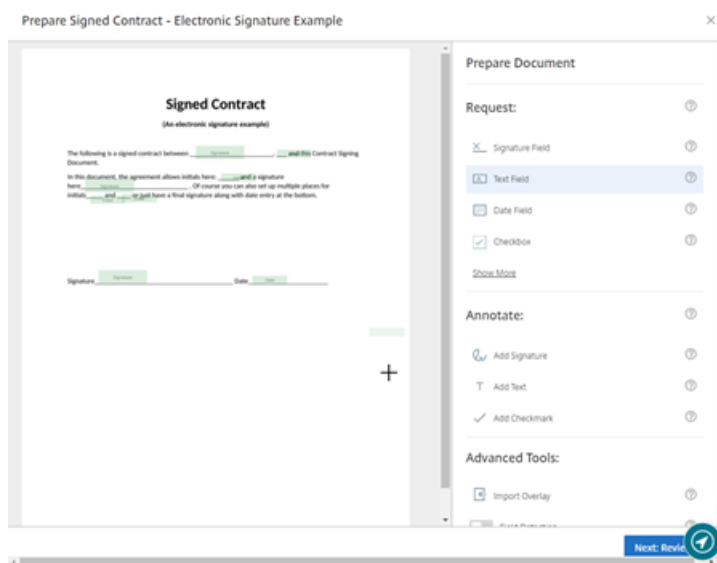 Prepare Signed Contract - Electronic Signature Example
Signed Contract
(An electronic signature example)
The following is a signed contract between Signature , and this Contract Signing
Document.
In this document, the agreement allows initials here: and a signature
here Signature . Of course you can also set up multiple places for
initials and or just have a final signature along with date entry at the bottom.
Signature Signature Date Date
Prepare Document
Request:
Signature Field
Text Field
Date Field
Checkbox
Show More
Annotate:
Add Signature
T Add Text
Add Checkmark
Advanced Tools:
Import Overlay
Next: Revie